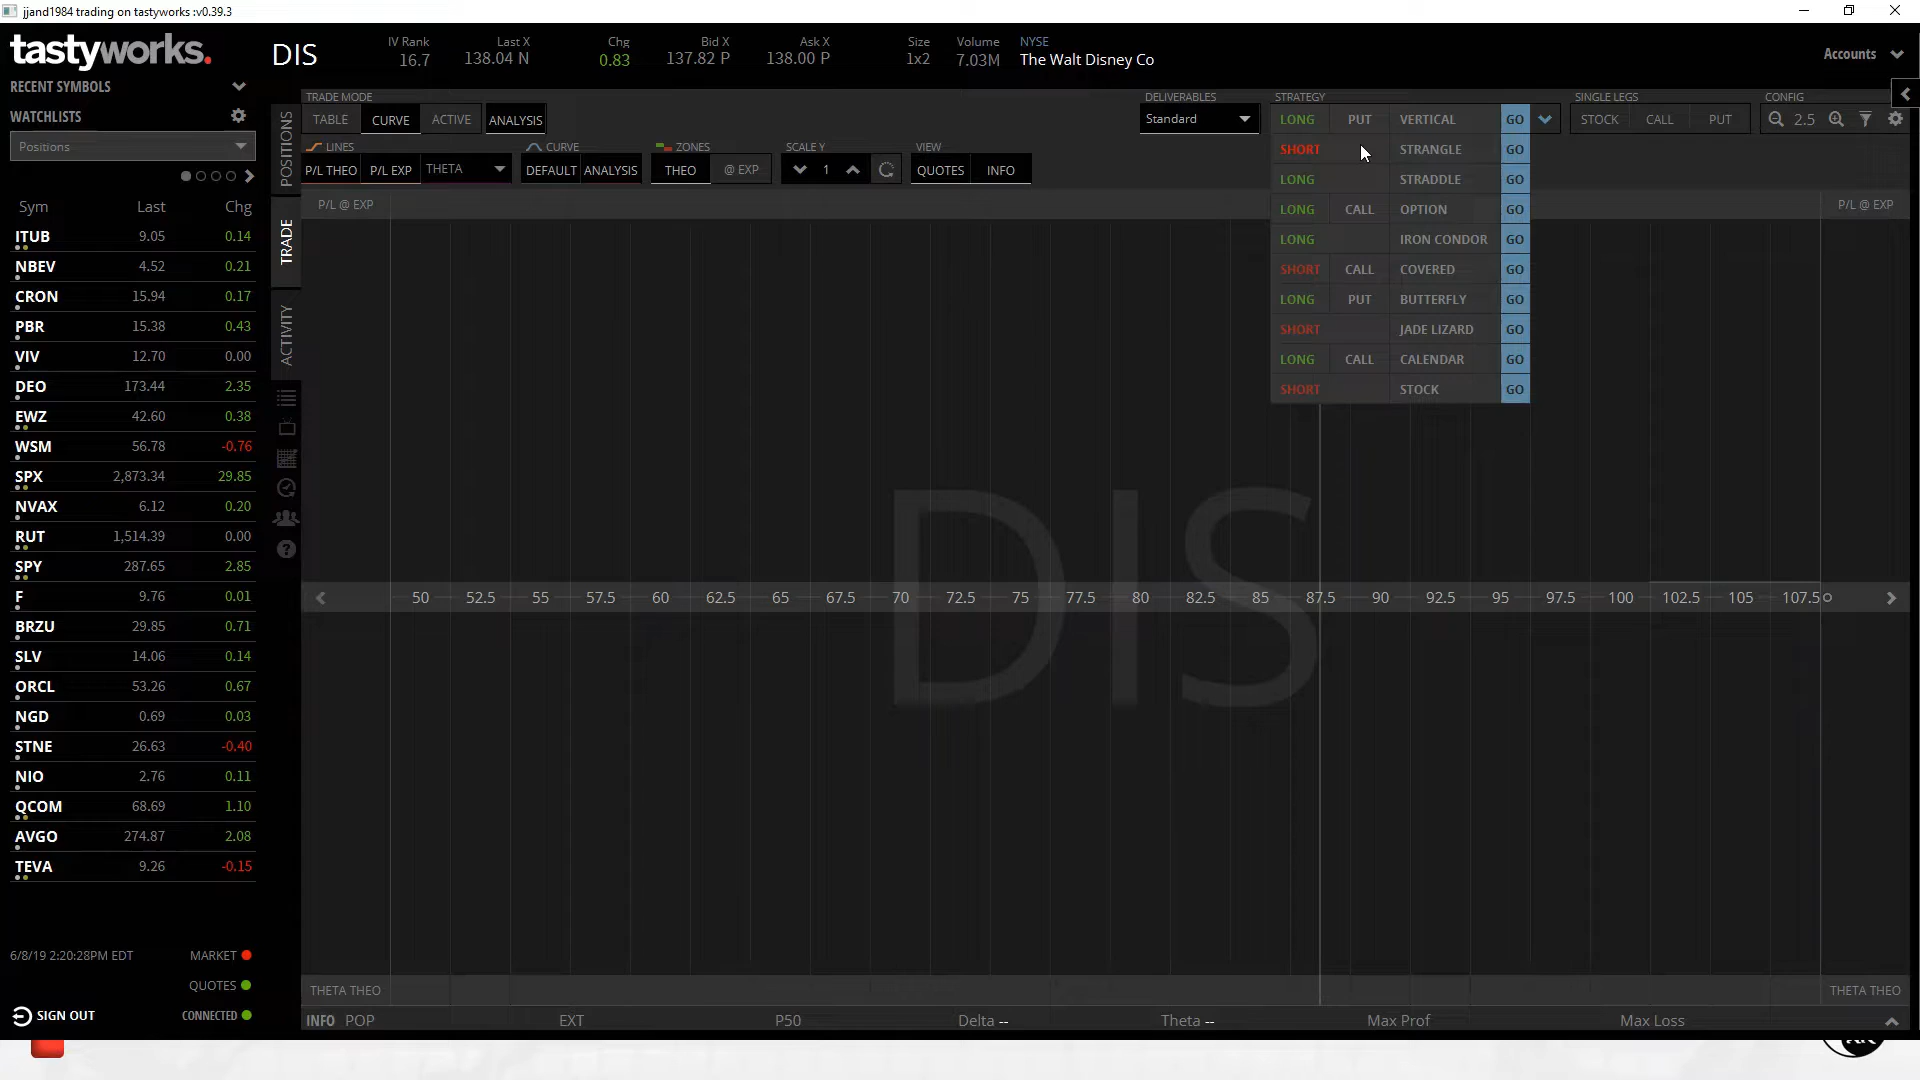 jjand1984 trading on tastyworks :v0.39.3
tastyworks.
DIS
IV Rank
16.7
Last X
138.04 N
Chg
0.83
Bid X
137.82 P
Ask X
138.00 P
Size
1x2
Volume
7.03M
NYSE
The Walt Disney Co
Accounts
RECENT SYMBOLS
WATCHLISTS
Positions
Sym Last Chg
ITUB 9.05 0.14
NBEV 4.52 0.21
CRON 15.94 0.17
PBR 15.38 0.43
VIV 12.70 0.00
DEO 173.44 2.35
EWZ 42.60 0.38
WSM 56.78 -0.76
SPX 2,873.34 29.85
NVAX 6.12 0.20
RUT 1,514.39 0.00
SPY 287.65 2.85
F 9.76 0.01
BRZU 29.85 0.71
SLV 14.06 0.14
ORCL 53.26 0.67
NGD 0.69 0.03
STNE 26.63 -0.40
NIO 2.76 0.11
QCOM 68.69 1.10
AVGO 274.87 2.08
TEVA 9.26 -0.15
6/8/19 2:20:28PM EDT MARKET
QUOTES
SIGN OUT CONNECTED
POSITIONS
TRADE
ACTIVITY
TRADE MODE
TABLE CURVE ACTIVE ANALYSIS
DELIVERABLES
Standard
STRATEGY
LONG PUT VERTICAL GO
SHORT STRANGLE GO
LONG STRADDLE GO
LONG CALL OPTION GO
LONG IRON CONDOR GO
SHORT CALL COVERED GO
LONG PUT BUTTERFLY GO
SHORT JADE LIZARD GO
LONG CALL CALENDAR GO
SHORT STOCK GO
SINGLE LEGS
STOCK CALL PUT
CONFIG
2.5
LINES
P/L THEO P/L EXP THETA
CURVE
DEFAULT ANALYSIS
ZONES
THEO @ EXP
SCALE Y
1
VIEW
QUOTES INFO
P/L @ EXP P/L @ EXP
DIS
50 52.5 55 57.5 60 62.5 65 67.5 70 72.5 75 77.5 80 82.5 85 87.5 90 92.5 95 97.5 100 102.5 105 107.5
THETA THEO THETA THEO
INFO POP EXT P50 Delta -- Theta -- Max Prof Max Loss